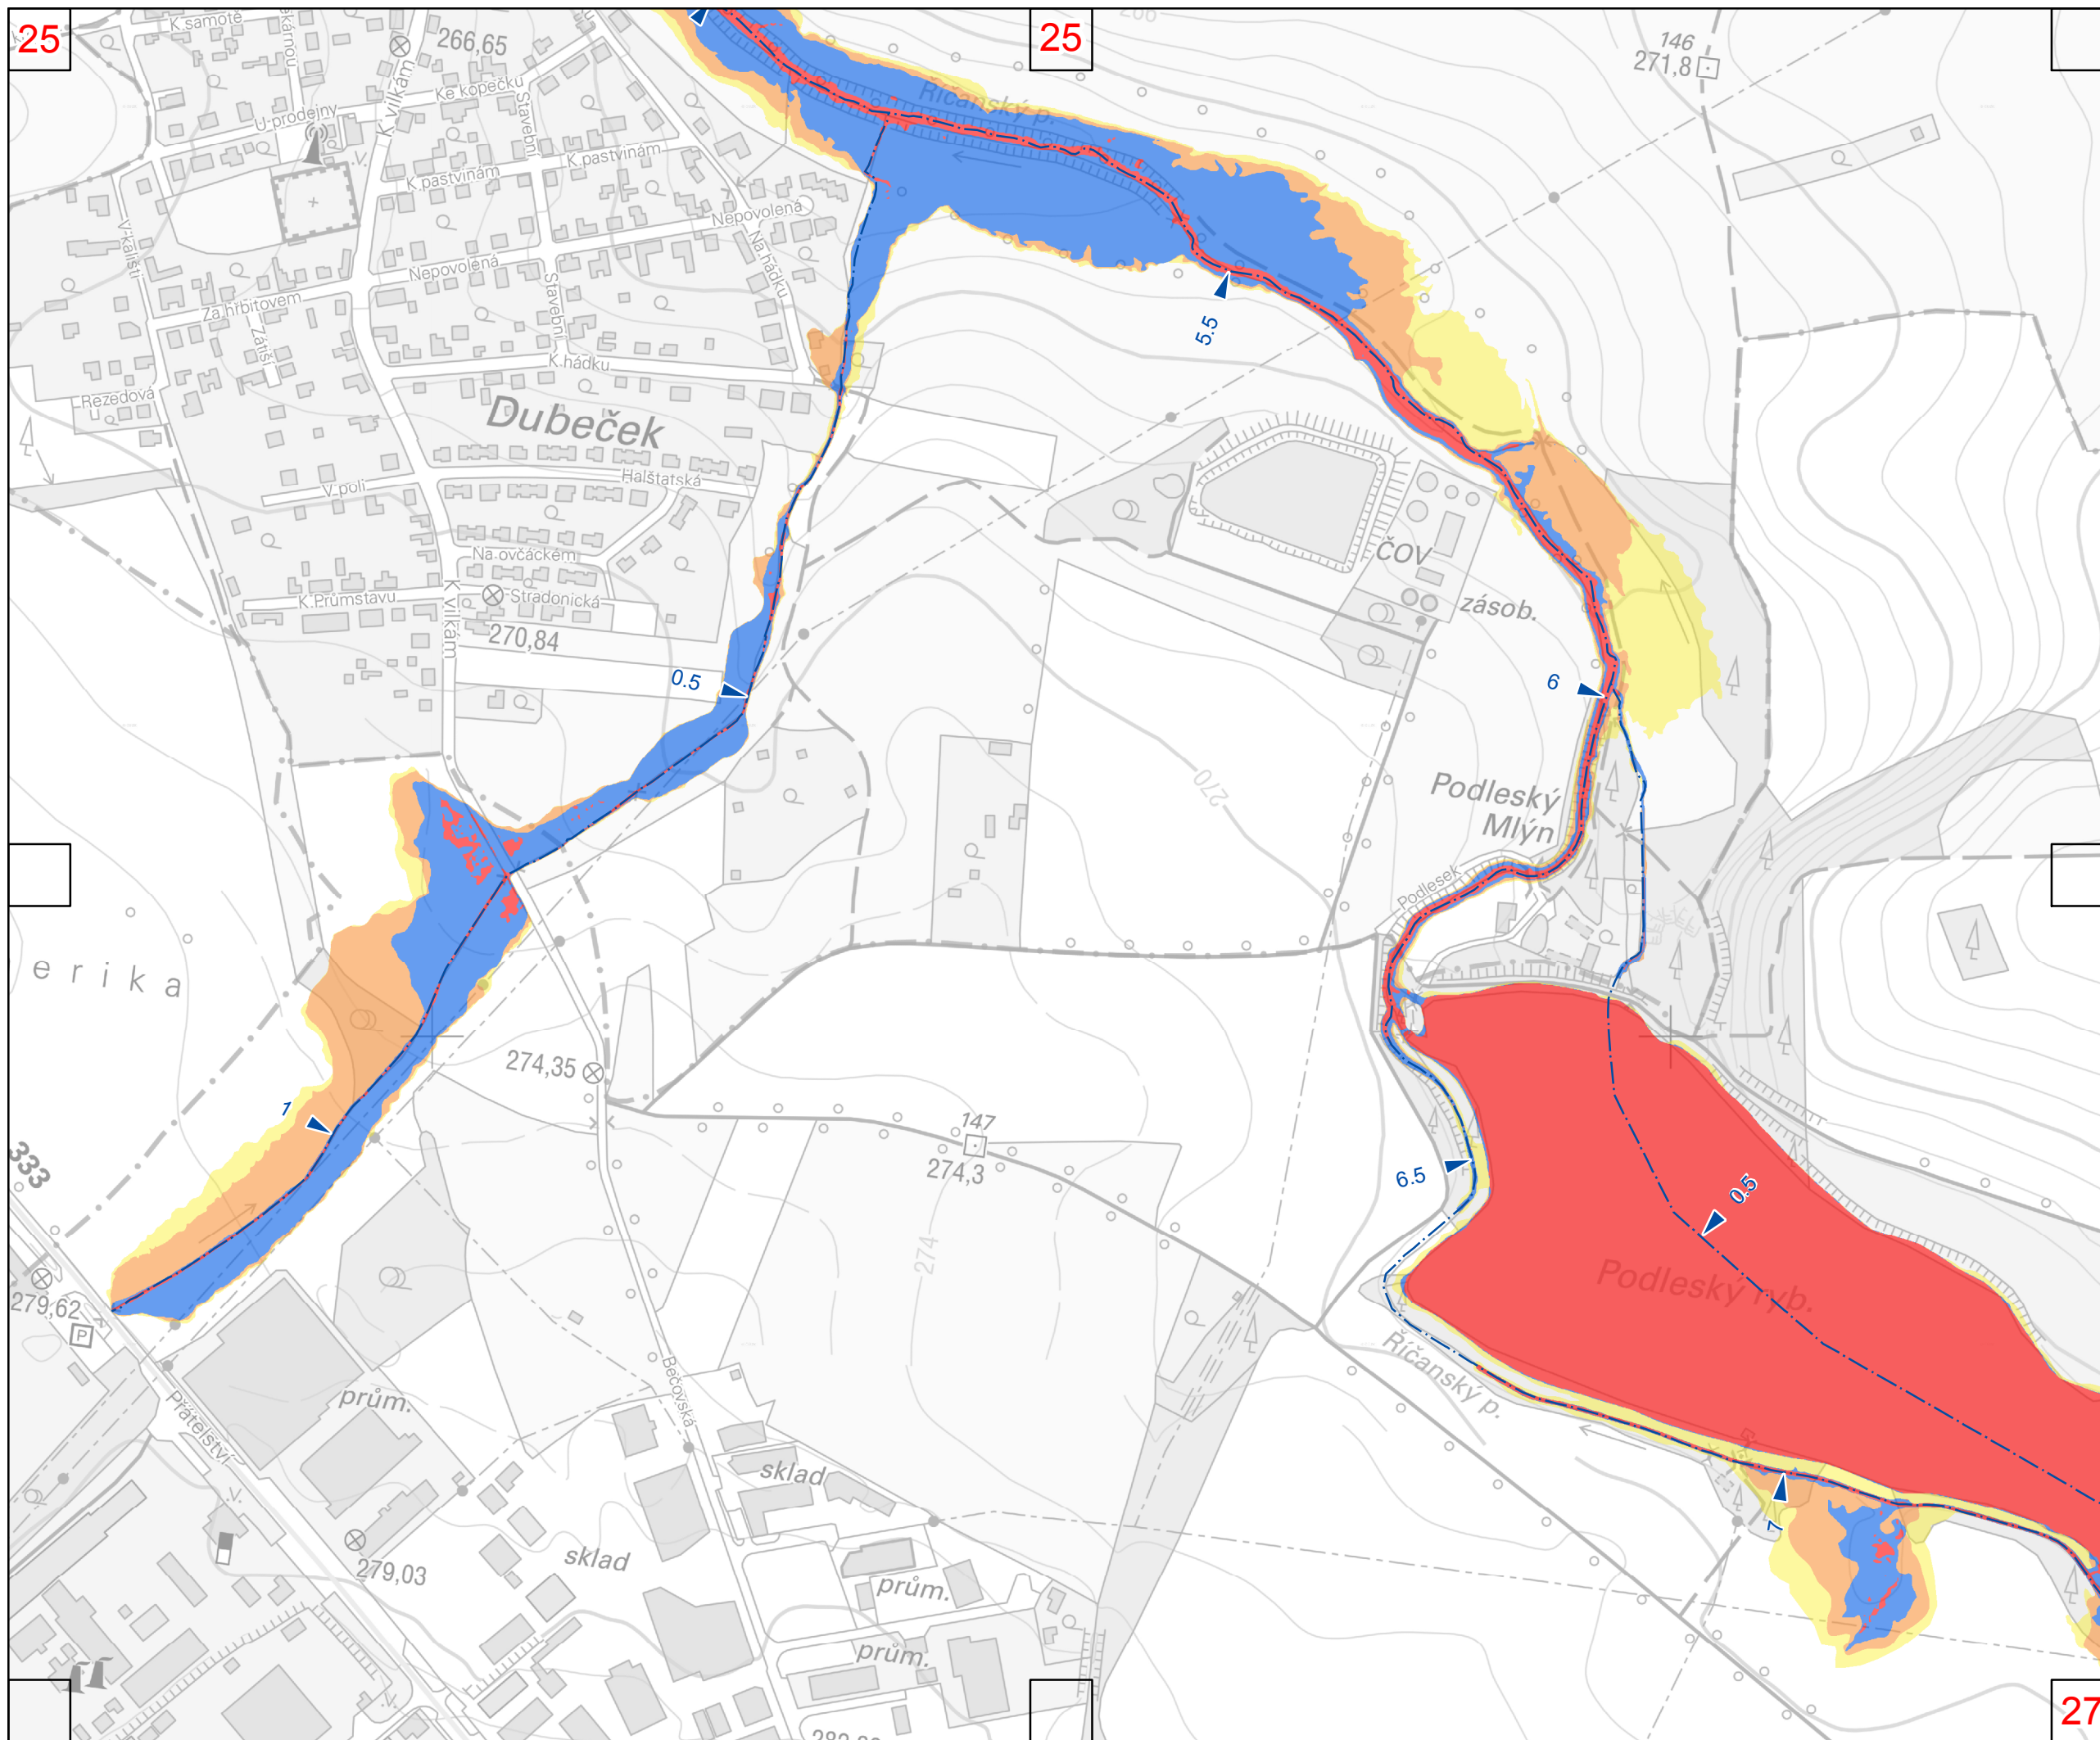 25
25
K samotě
266,65
146
271,8
K vilkám
Ke kopečku
U prodejny
Stavební
Říčanský p.
K pastvinám
K pastvinám
Nepovolená
Na hádku
V kališti
Nepovolená
Stavební
Za hřbitovem
Zátiší
5.5
K hádku
Rezedová
Dubeček
Halštatská
V poli
Na ovčáckém
ČOV
K Průmstavu
K vilkám
Stradonická
zásob.
270,84
0.5
6
270
Podleský
Mlýn
Podlesek
e r i k a
274,35
1
147
274,3
333
6.5
0.5
274
Podleský ryb.
279,62
P
Říčanský p.
Bečovská
prům.
Přátelství
sklad
7
279,03
sklad
prům.
prům.
27